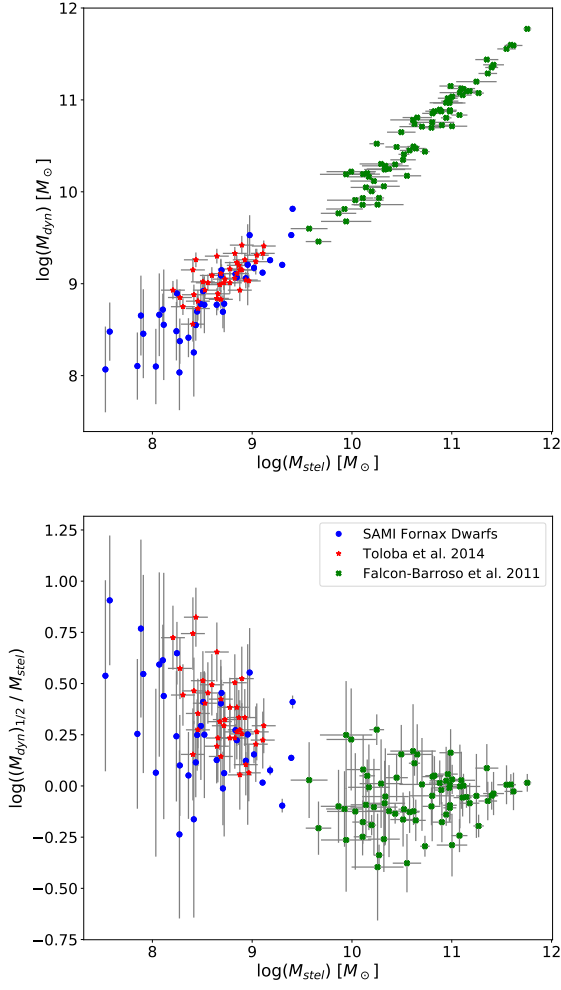 12
11
10
9
8
log(M_dyn) [M_⊙]
8 9 10 11 12
log(M_stel) [M_⊙]
1.25
1.00
0.75
0.50
0.25
0.00
−0.25
−0.50
−0.75
log((M_dyn)_1/2 / M_stel)
SAMI Fornax Dwarfs
Toloba et al. 2014
Falcon-Barroso et al. 2011
8 9 10 11 12
log(M_stel) [M_⊙]